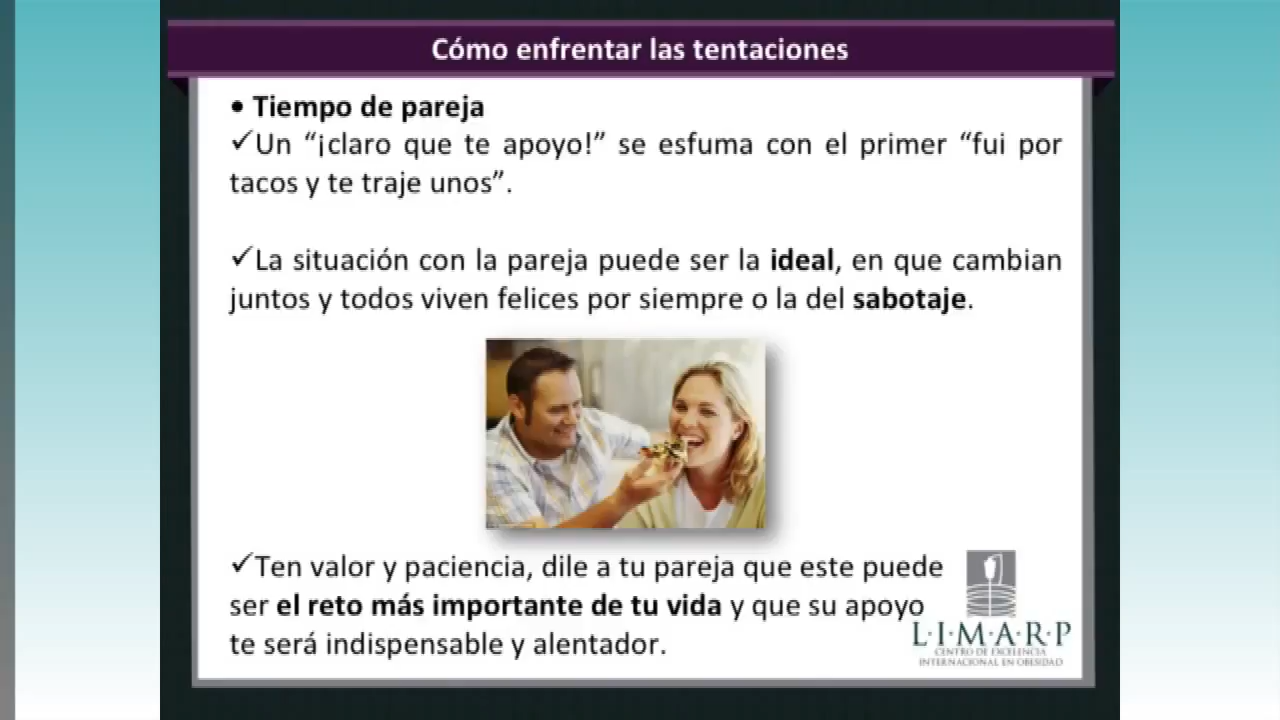 Cómo enfrentar las tentaciones
• Tiempo de pareja
✓Un “¡claro que te apoyo!” se esfuma con el primer “fui por
tacos y te traje unos”.
✓La situación con la pareja puede ser la ideal, en que cambian
juntos y todos viven felices por siempre o la del sabotaje.
✓Ten valor y paciencia, dile a tu pareja que este puede
ser el reto más importante de tu vida y que su apoyo
te será indispensable y alentador.
L·I·M·A·R·P
CENTRO DE EXCELENCIA
INTERNACIONAL EN OBESIDAD